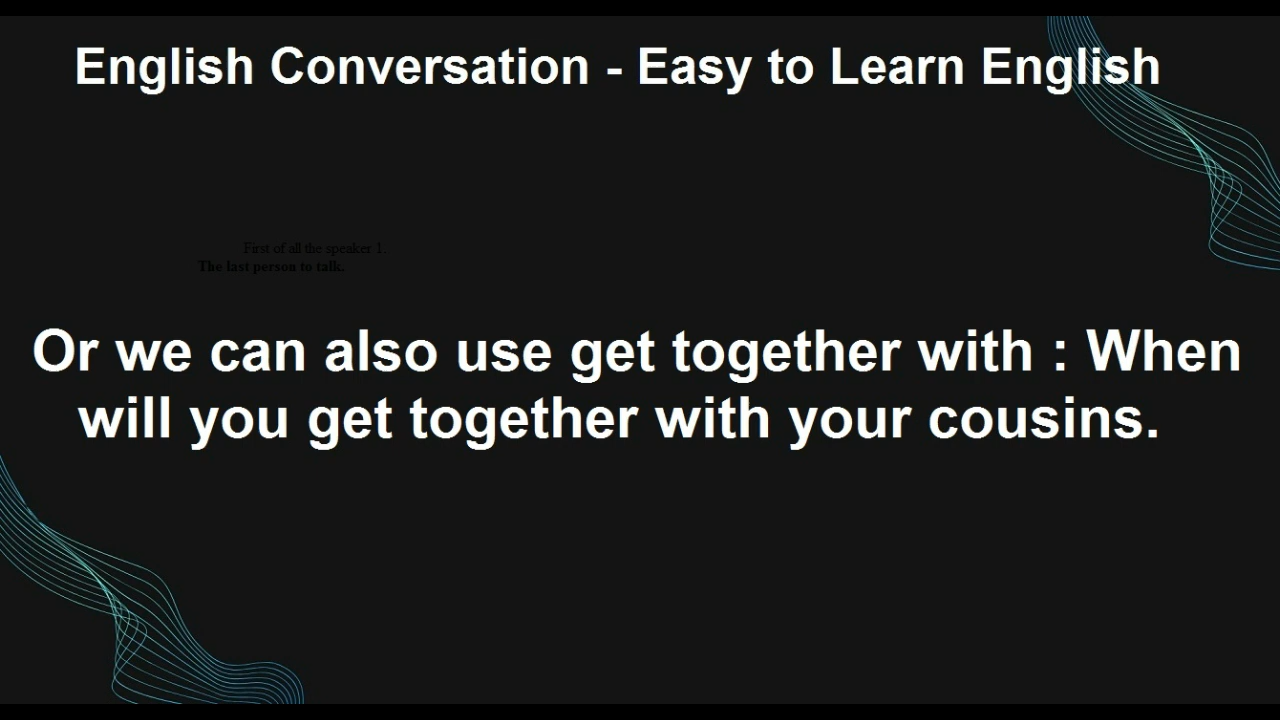 English Conversation - Easy to Learn English
First of all the speaker 1.
The last person to talk.
Or we can also use get together with : When
will you get together with your cousins.